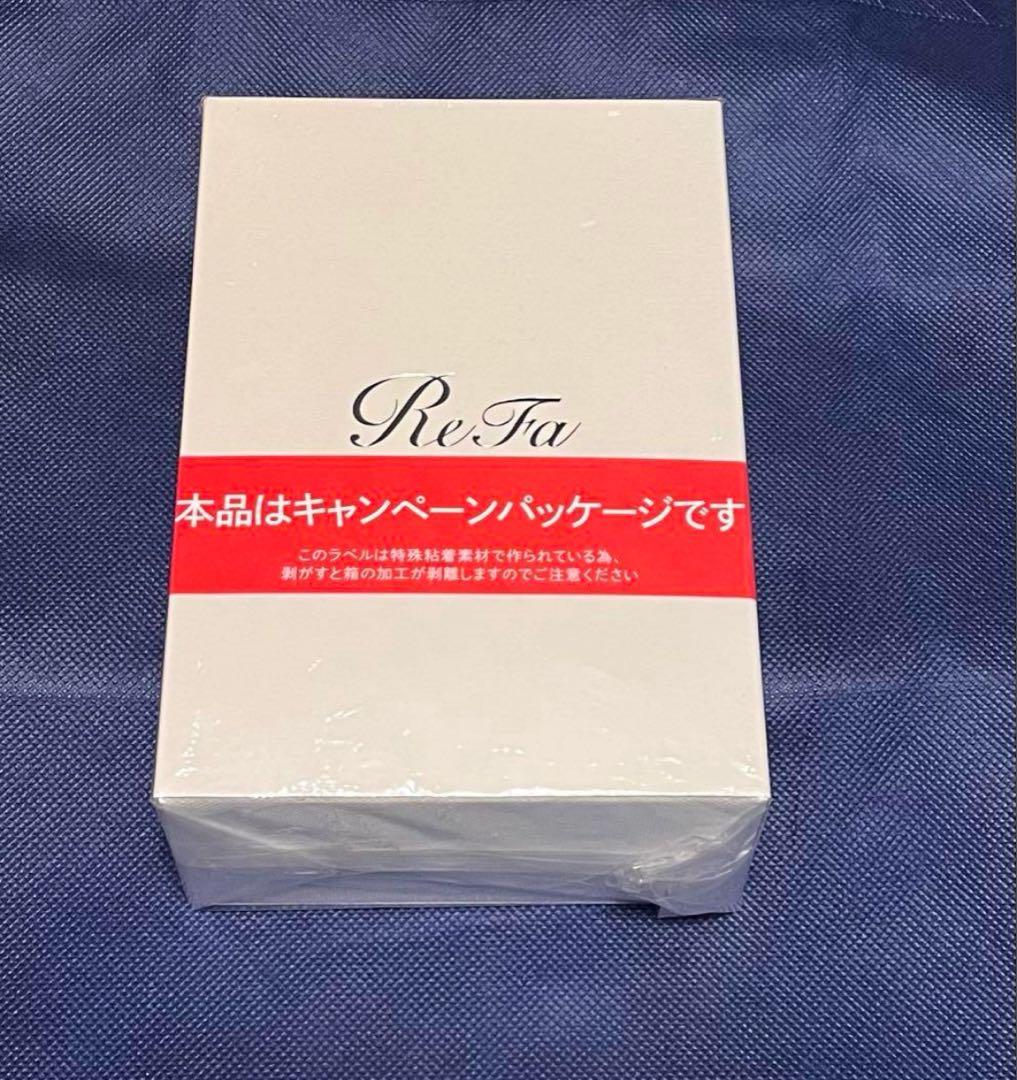 ReFa
本品はキャンペーンパッケージです
このラベルは特殊粘着素材で作られている為、
剥がすと箱の加工が剥離しますのでご注意ください